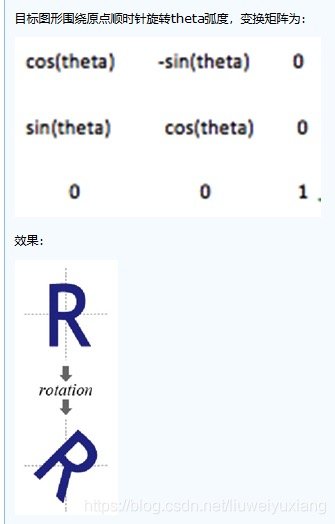 目标图形围绕原点顺时针旋转theta弧度，变换矩阵为：
cos(theta) -sin(theta) 0
sin(theta) cos(theta) 0
0 0 1
效果：
R
rotation
R
https://blog.csdn.net/liuweiyuxiang